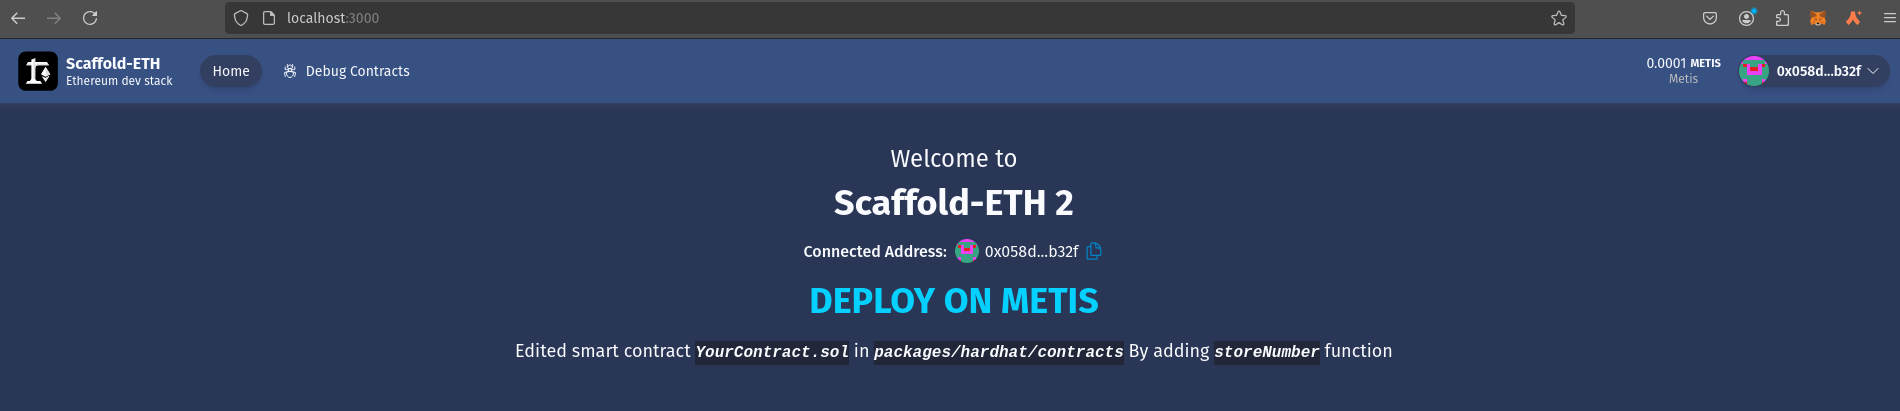 localhost:3000
Scaffold-ETH
Ethereum dev stack
Home
Debug Contracts
0.0001 METIS
Metis
0x058d...b32f
Welcome to
Scaffold-ETH 2
Connected Address: 0x058d...b32f
DEPLOY ON METIS
Edited smart contract YourContract.sol in packages/hardhat/contracts By adding storeNumber function